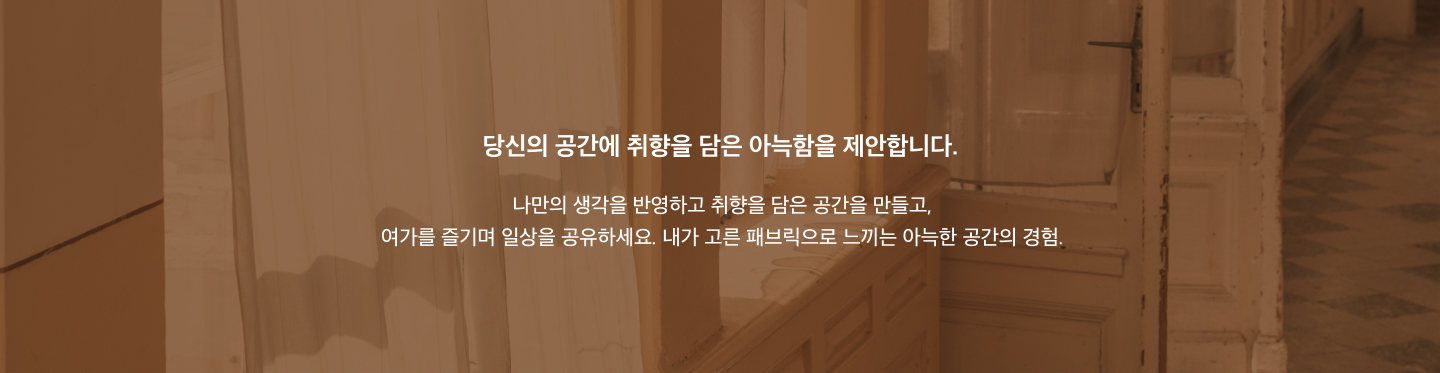 당신의 공간에 취향을 담은 아늑함을 제안합니다.
나만의 생각을 반영하고 취향을 담은 공간을 만들고,
여가를 즐기며 일상을 공유하세요. 내가 고른 패브릭으로 느끼는 아늑한 공간의 경험.